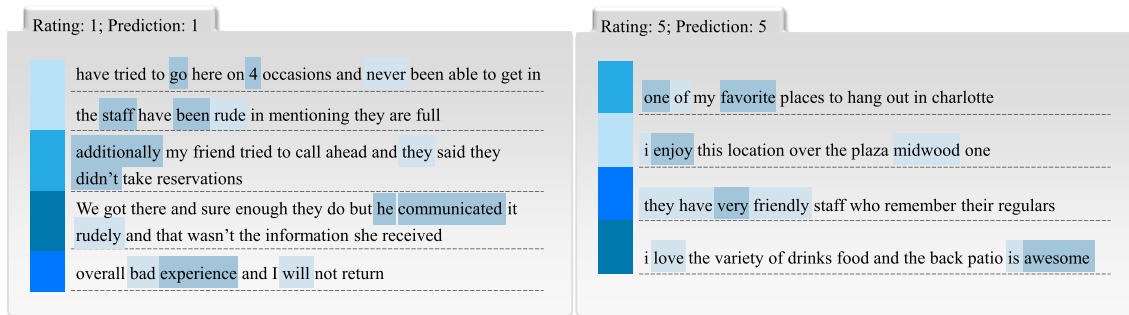 Rating: 1; Prediction: 1
have tried to go here on 4 occasions and never been able to get in
the staff have been rude in mentioning they are full
additionally my friend tried to call ahead and they said they
didn't take reservations
We got there and sure enough they do but he communicated it
rudely and that wasn't the information she received
overall bad experience and I will not return
Rating: 5; Prediction: 5
one of my favorite places to hang out in charlotte
i enjoy this location over the plaza midwood one
they have very friendly staff who remember their regulars
i love the variety of drinks food and the back patio is awesome